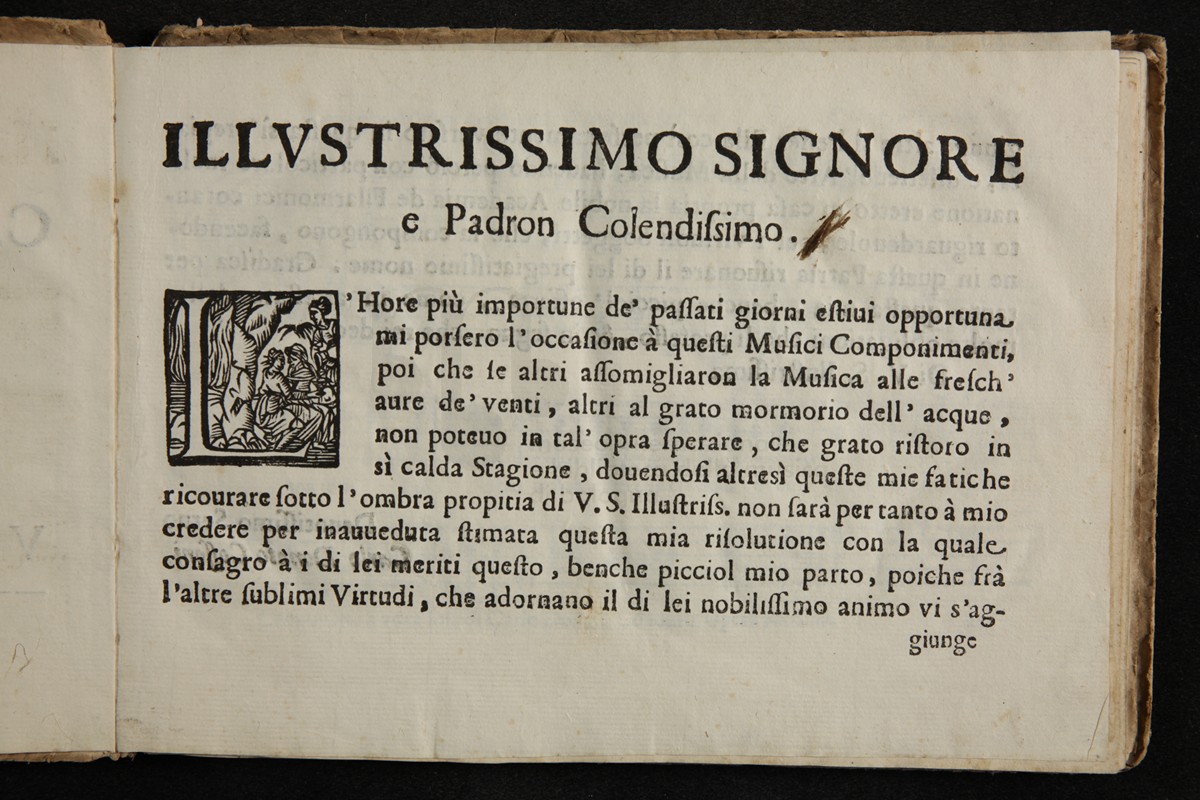 ILLVSTRISSIMO SIGNORE
e Padron Colendiſsimo.
L'Hore più importune de' paſſati giorni eſtiui opportuna
mi porſero l'occaſione à queſti Muſici Componimenti,
poi che ſe altri aſſomigliaron la Muſica alle freſch'
aure de' venti, altri al grato mormorio dell' acque,
non poteuo in tal' opra ſperare, che grato riſtoro in
sì calda Stagione, douendoſi altresì queſte mie fatiche
ricourare ſotto l'ombra propitia di V. S. Illuſtriſs. non ſarà per tanto à mio
credere per inauueduta ſtimata queſta mia riſolutione con la quale
conſagro à i di lei meriti queſto, benche picciol mio parto, poiche frà
l'altre ſublimi Virtudi, che adornano il di lei nobiliſſimo animo vi s'ag-
giunge